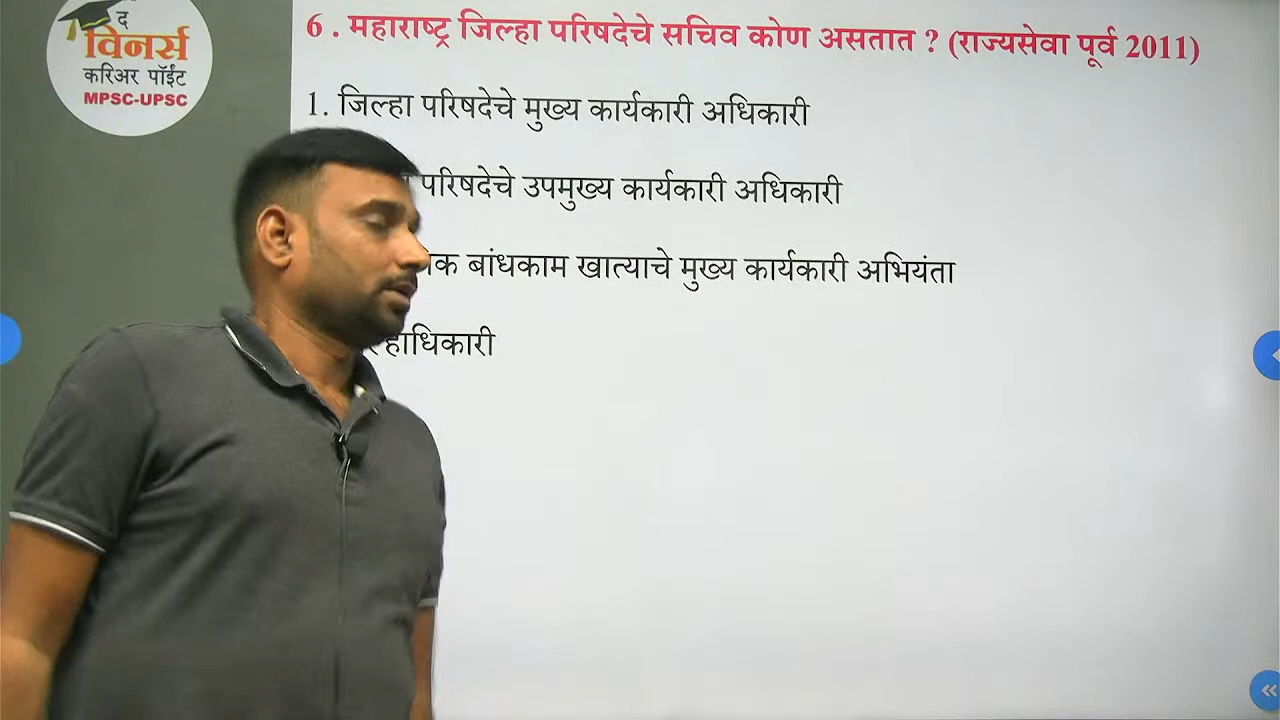 द
विनर्स
करिअर पॉईंट
MPSC-UPSC
6 . महाराष्ट्र जिल्हा परिषदेचे सचिव कोण असतात ? (राज्यसेवा पूर्व 2011)
1. जिल्हा परिषदेचे मुख्य कार्यकारी अधिकारी
परिषदेचे उपमुख्य कार्यकारी अधिकारी
बांधकाम खात्याचे मुख्य कार्यकारी अभियंता